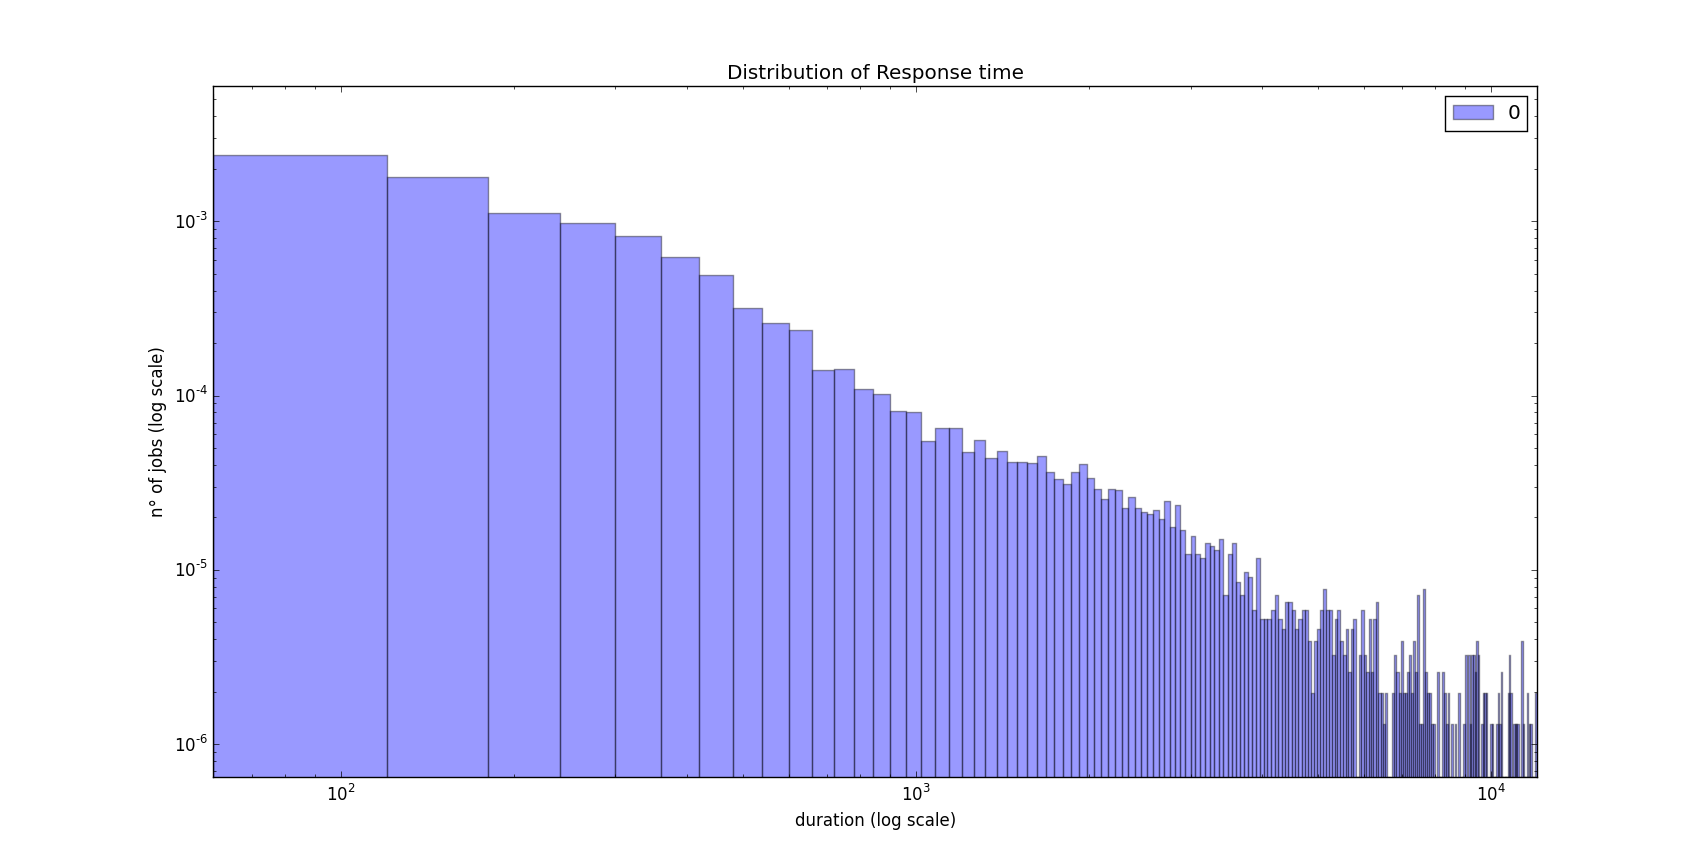 Distribution of Response time
0
10^-3
10^-4
10^-5
10^-6
n° of jobs (log scale)
10^2
10^3
10^4
duration (log scale)